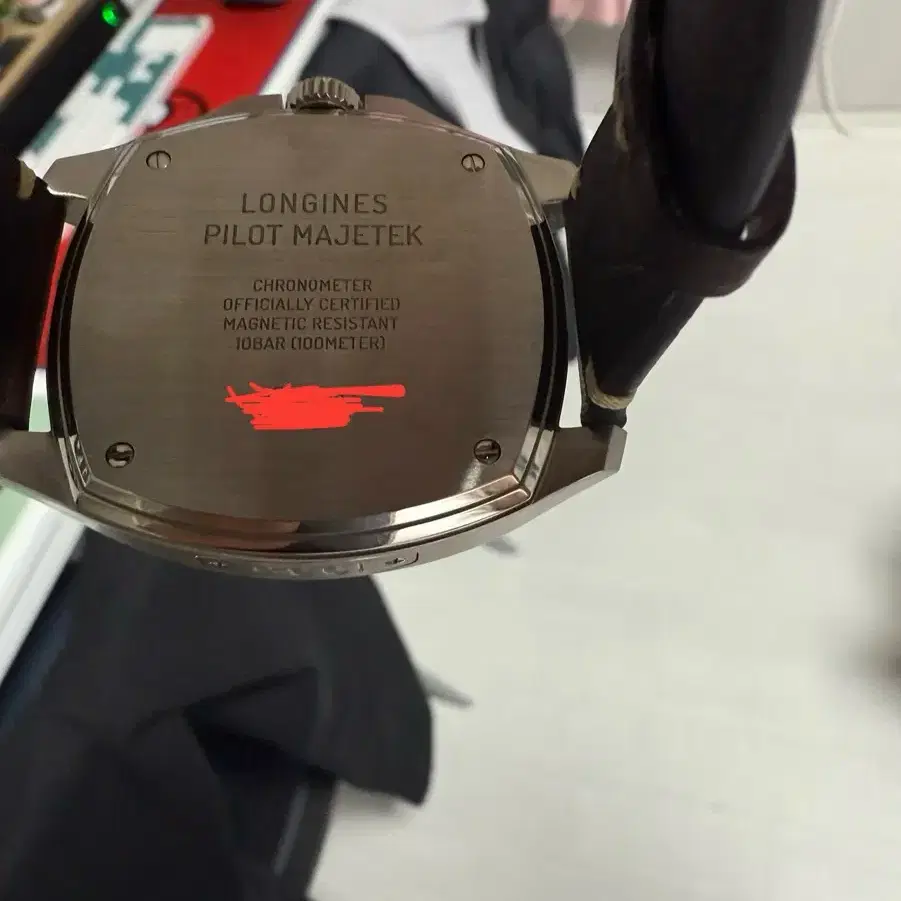 LONGINES
PILOT MAJETEK
CHRONOMETER
OFFICIALLY CERTIFIED
MAGNETIC RESISTANT
10BAR (100METER)